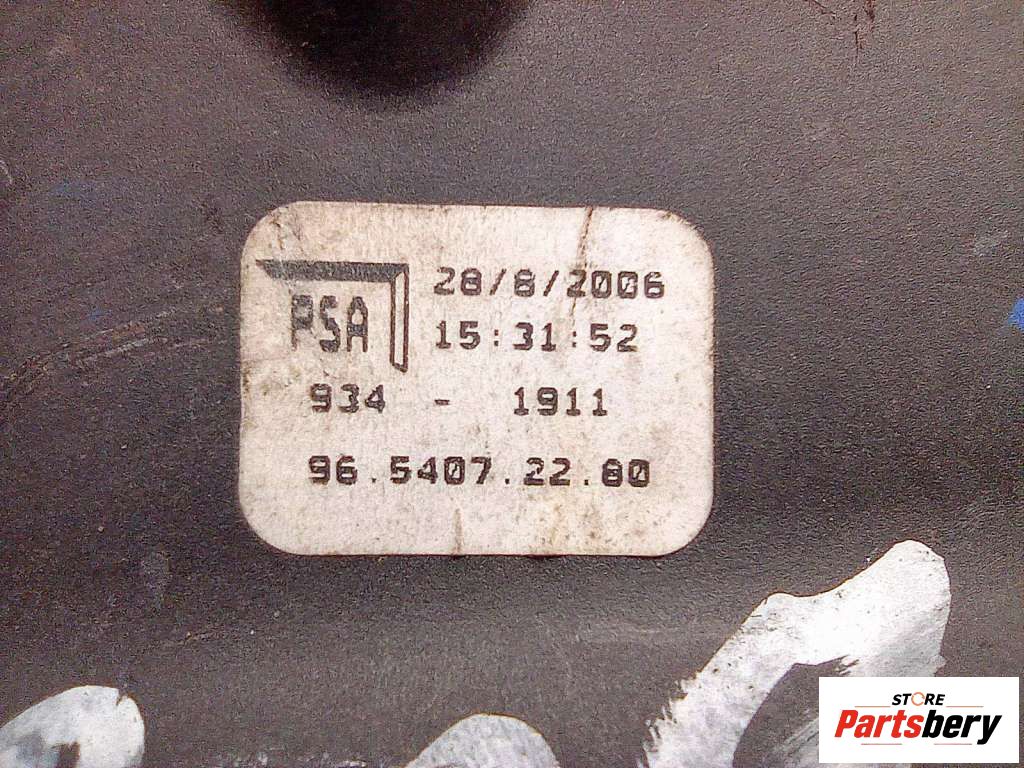 PSA
28/8/2006
15:31:52
934 - 1911
96.5407.22.80
STORE
Partsbery